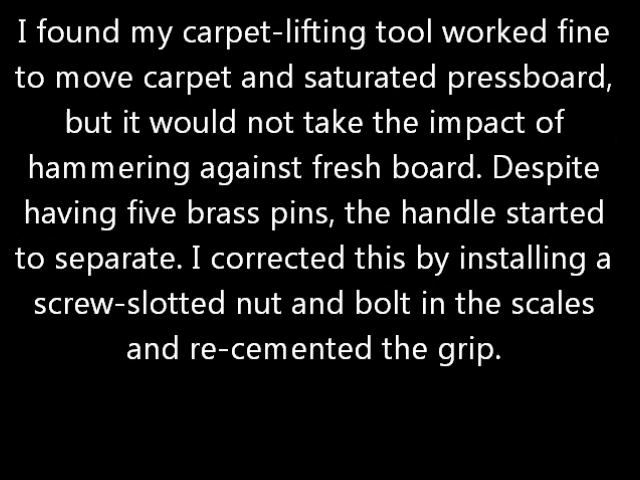 I found my carpet-lifting tool worked fine
to move carpet and saturated pressboard,
but it would not take the impact of
hammering against fresh board. Despite
having five brass pins, the handle started
to separate. I corrected this by installing a
screw-slotted nut and bolt in the scales
and re-cemented the grip.